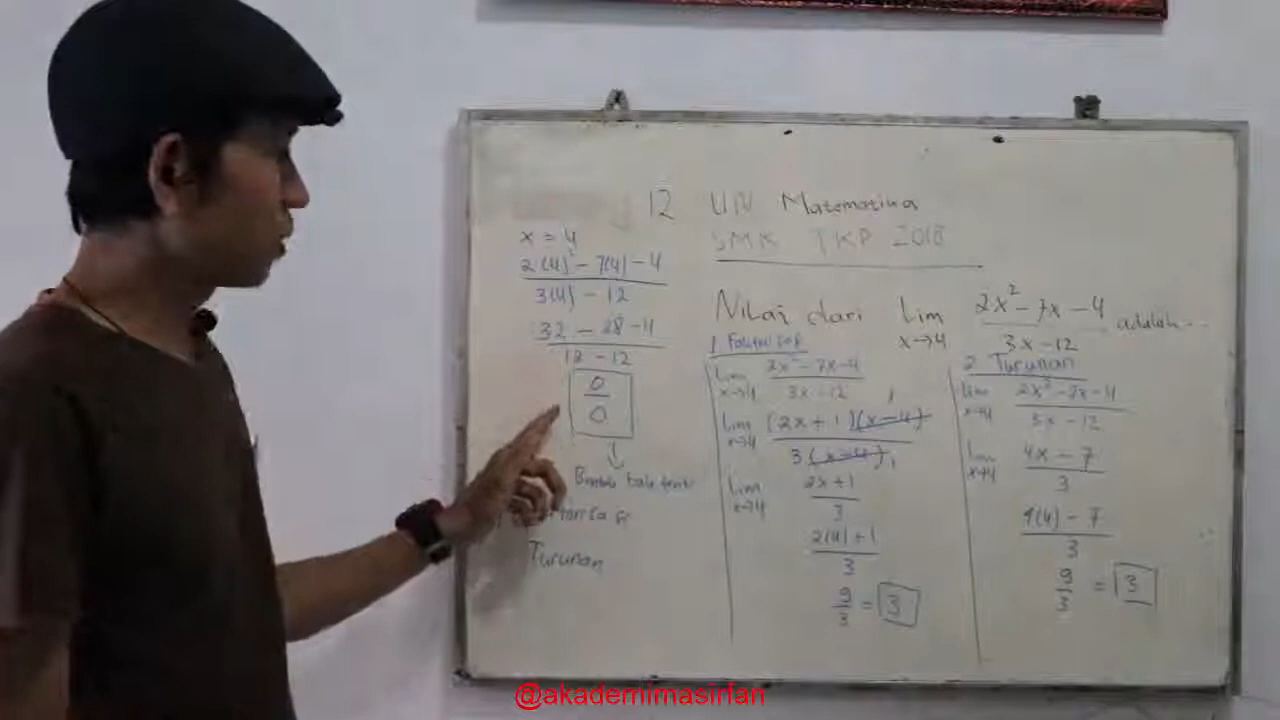 12 UN Matematika
SMK TKP 2018
Nilai dari lim x→4 2x² - 7x - 4 / 3x - 12 adalah...
x = 4
2(4)² - 7(4) - 4
3(4) - 12
32 - 28 - 4
12 - 12
0
0
↓
Bentuk tak tentu
Turunan
1 Faktorisasi
lim x→4 2x² - 7x - 4 / 3x - 12
lim x→4 (2x + 1)(x - 4) / 3(x - 4)
lim x→4 2x + 1 / 3
2(4) + 1 / 3
9/3 = 3
2 Turunan
lim x→4 2x² - 7x - 4 / 3x - 12
lim x→4 4x - 7 / 3
4(4) - 7 / 3
9/3 = 3
@akademimasirfan